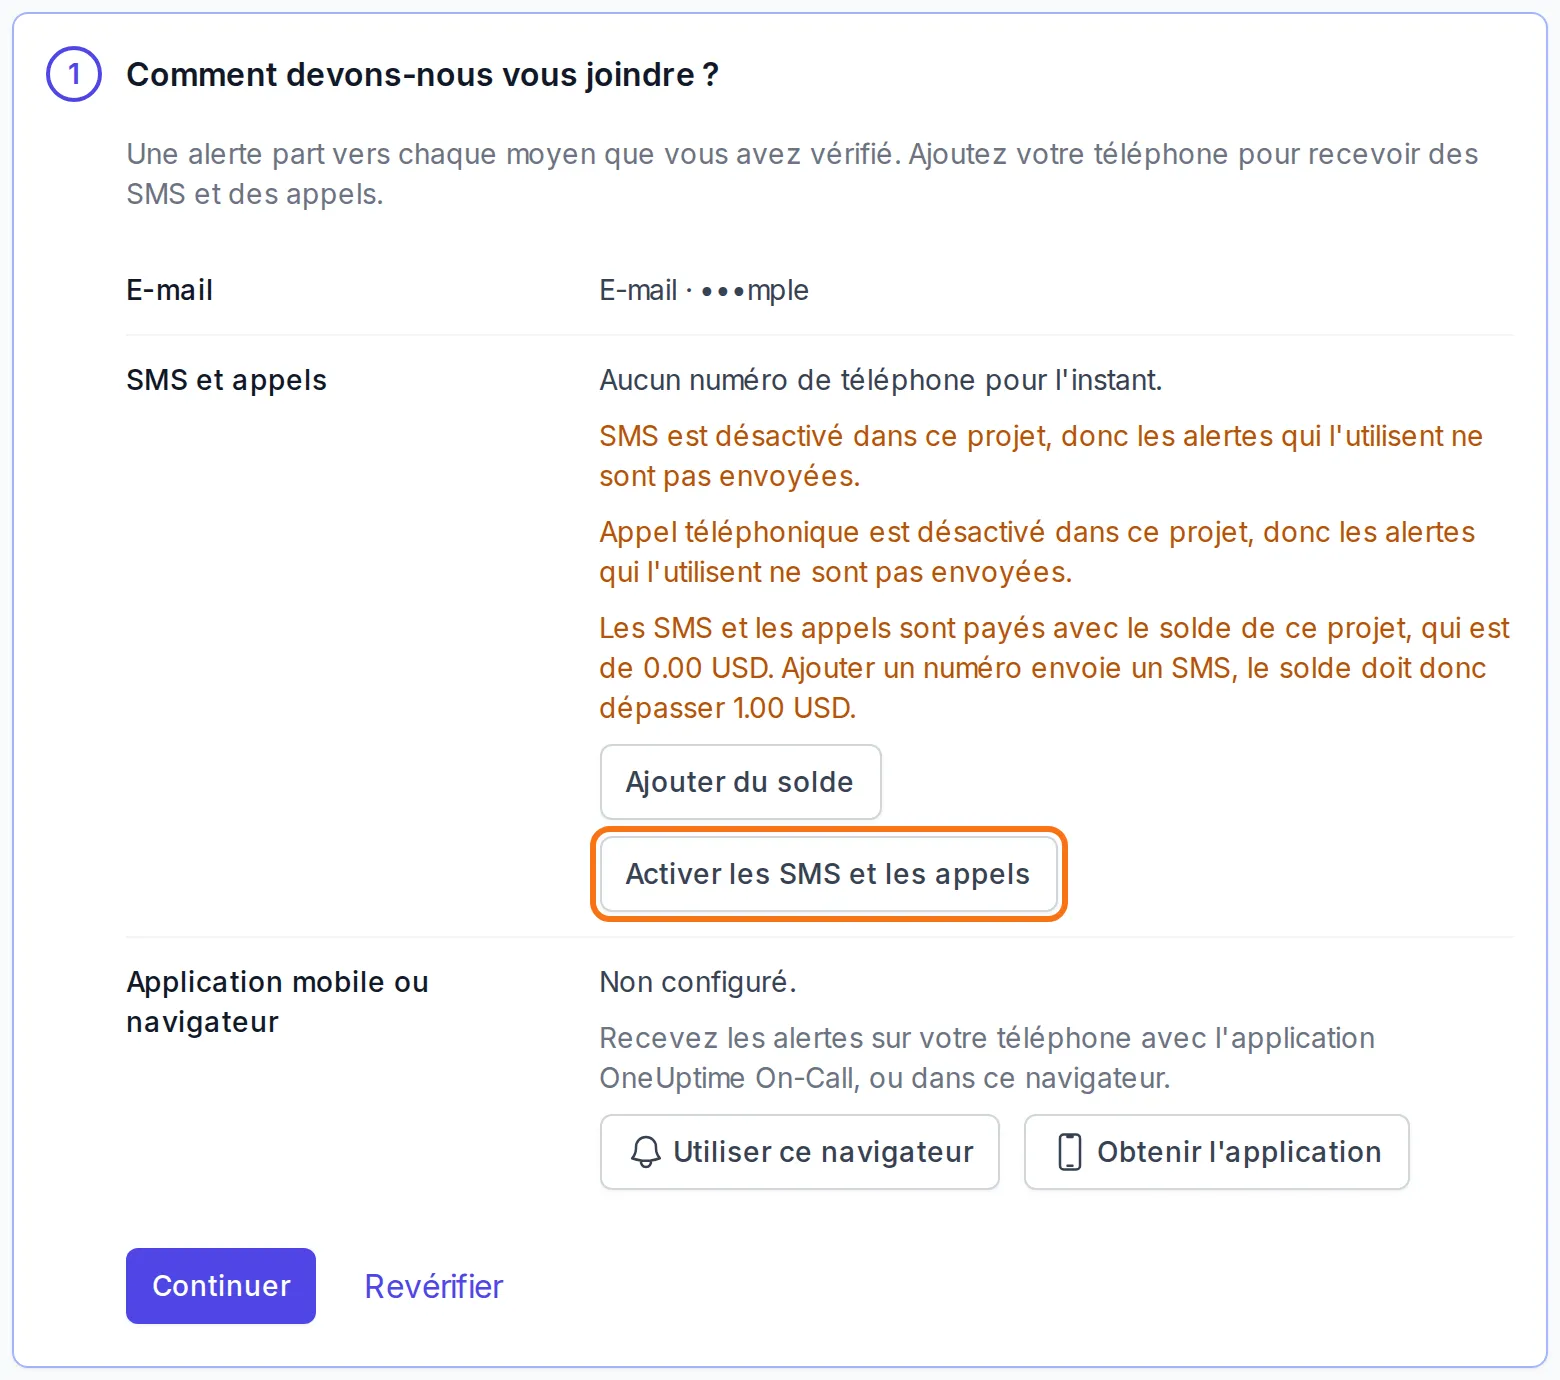 1
Comment devons-nous vous joindre ?
Une alerte part vers chaque moyen que vous avez vérifié. Ajoutez votre téléphone pour recevoir des
SMS et des appels.
E-mail
E-mail · •••mple
SMS et appels
Aucun numéro de téléphone pour l'instant.
SMS est désactivé dans ce projet, donc les alertes qui l'utilisent ne
sont pas envoyées.
Appel téléphonique est désactivé dans ce projet, donc les alertes
qui l'utilisent ne sont pas envoyées.
Les SMS et les appels sont payés avec le solde de ce projet, qui est
de 0.00 USD. Ajouter un numéro envoie un SMS, le solde doit donc
dépasser 1.00 USD.
Ajouter du solde
Activer les SMS et les appels
Application mobile ou
navigateur
Non configuré.
Recevez les alertes sur votre téléphone avec l'application
OneUptime On-Call, ou dans ce navigateur.
Utiliser ce navigateur
Obtenir l'application
Continuer
Revérifier